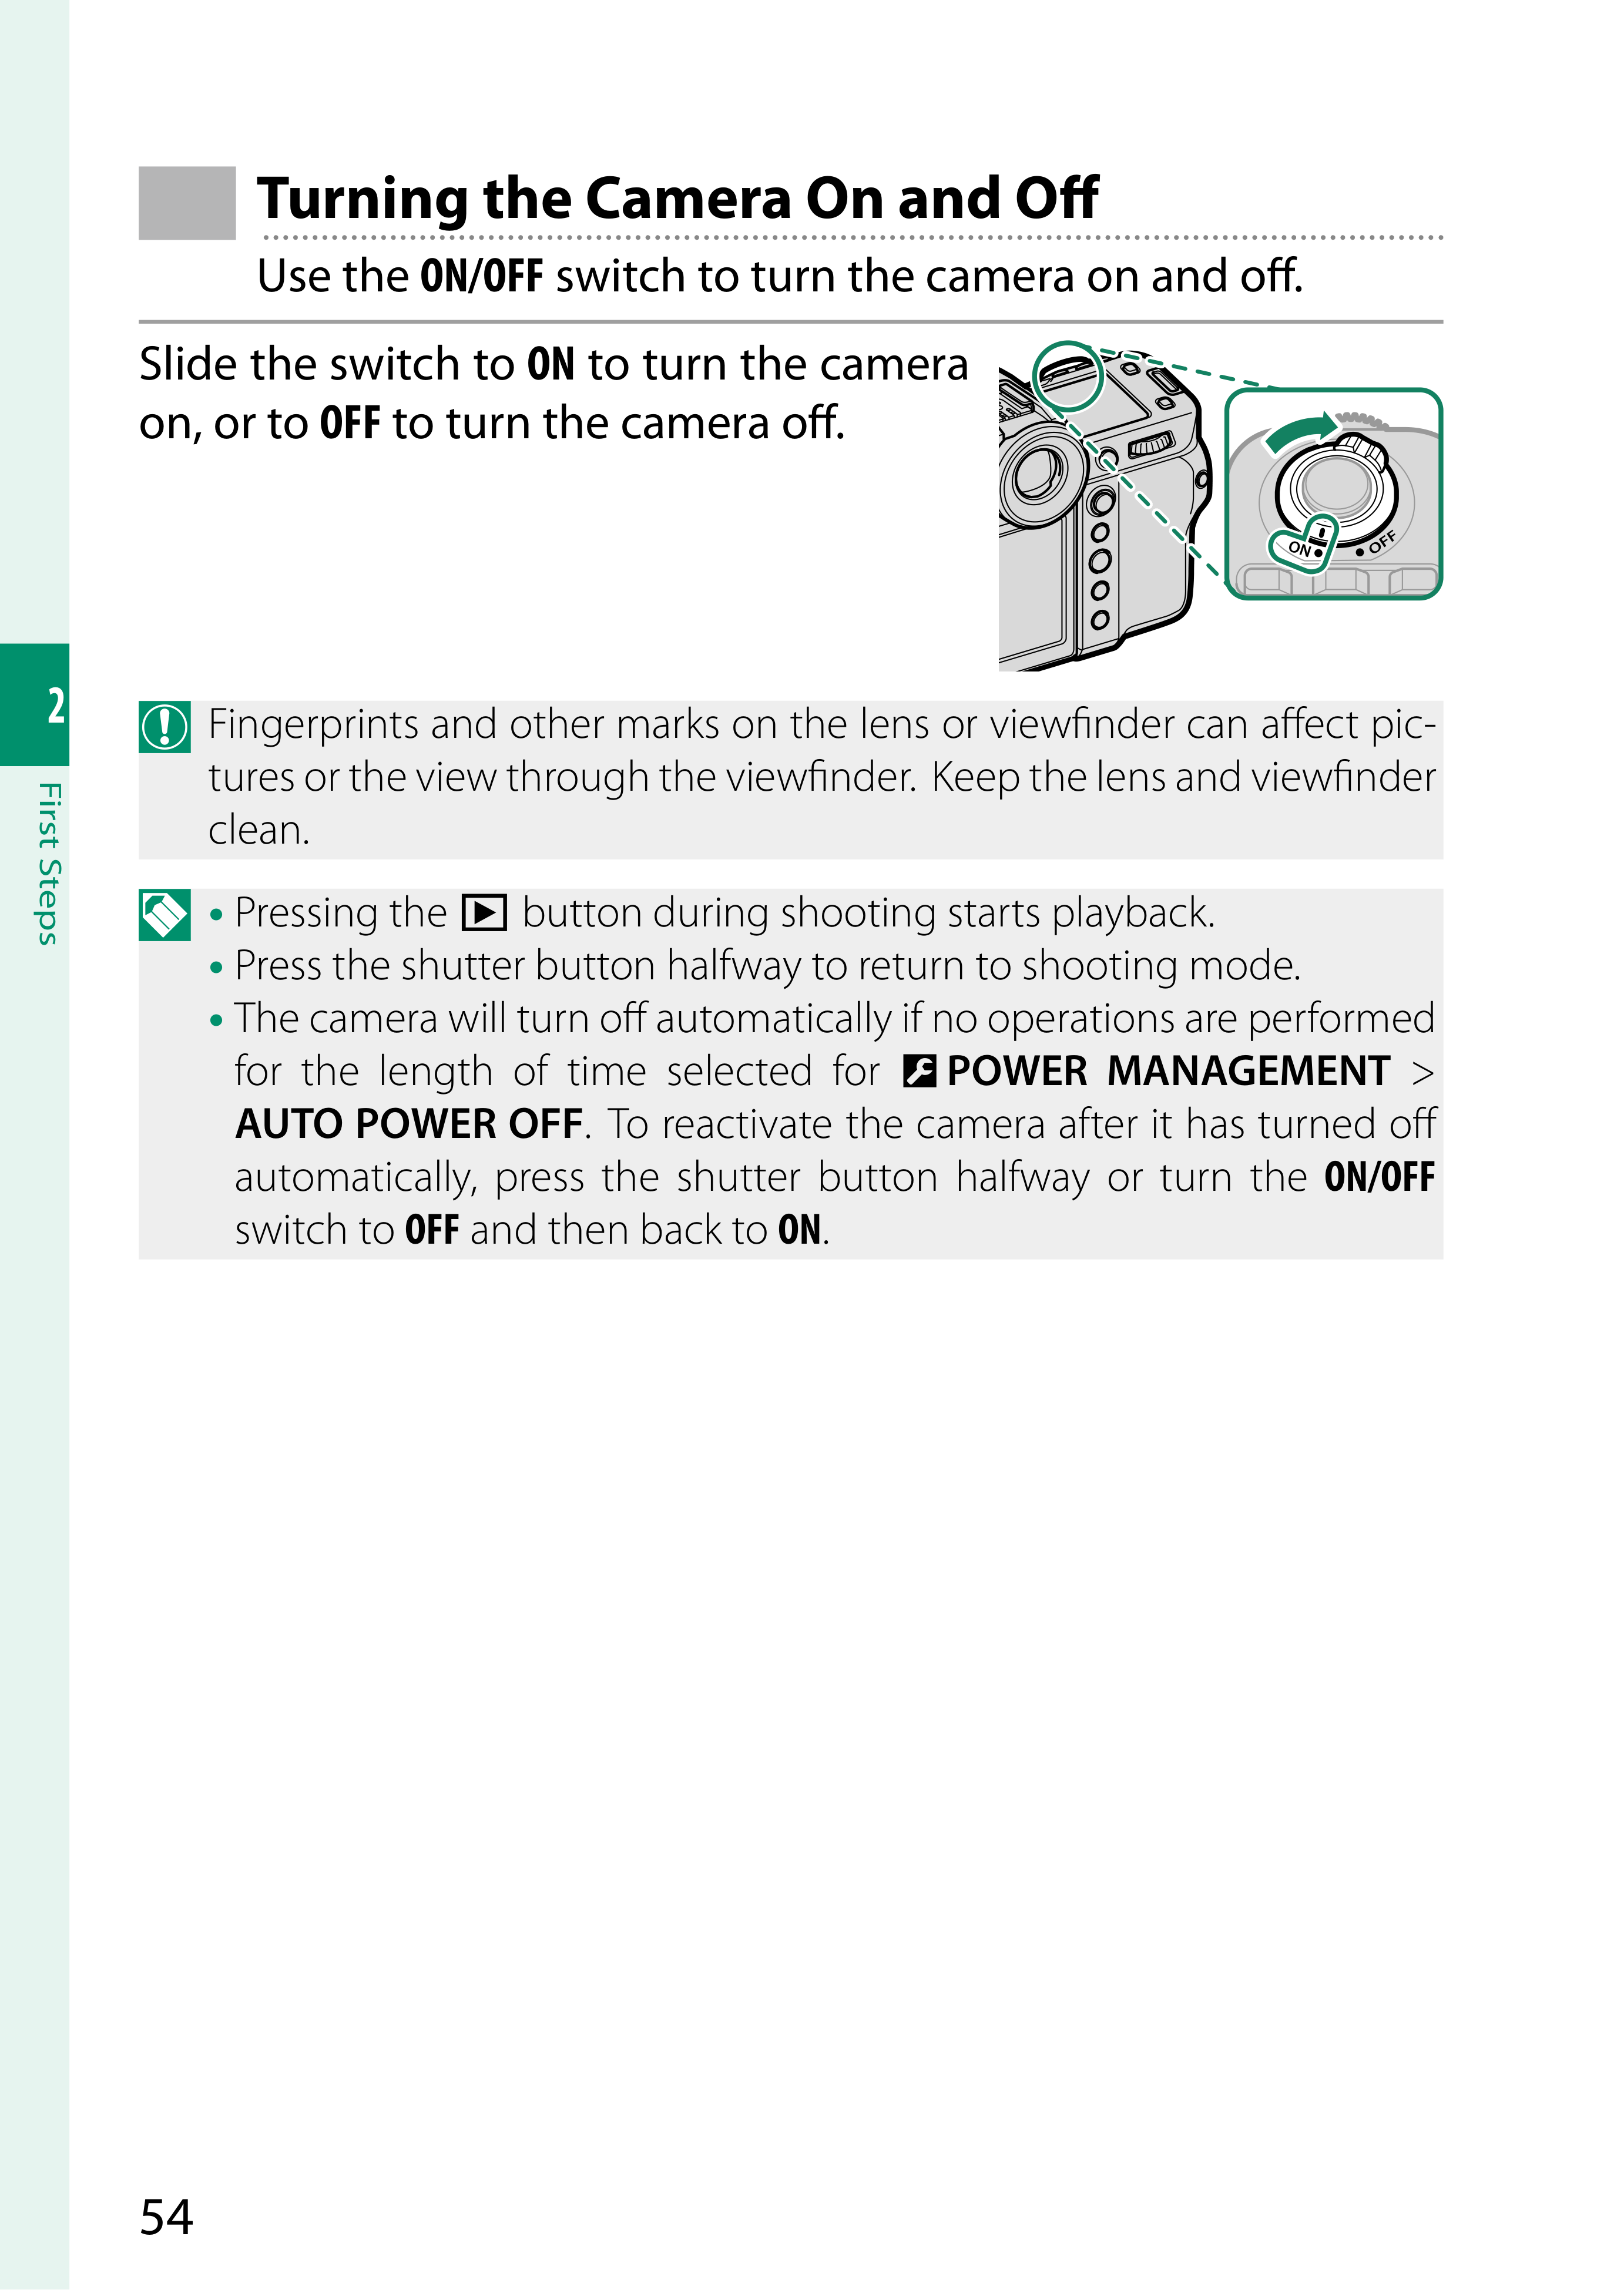 Turning the Camera On and Off
Use the ON/OFF switch to turn the camera on and off.
Slide the switch to ON to turn the camera
on, or to OFF to turn the camera off.
ON
OFF
2
First Steps
Fingerprints and other marks on the lens or viewfinder can affect pic-
tures or the view through the viewfinder. Keep the lens and viewfinder
clean.
• Pressing the button during shooting starts playback.
• Press the shutter button halfway to return to shooting mode.
• The camera will turn off automatically if no operations are performed
for the length of time selected for POWER MANAGEMENT >
AUTO POWER OFF. To reactivate the camera after it has turned off
automatically, press the shutter button halfway or turn the ON/OFF
switch to OFF and then back to ON.
54